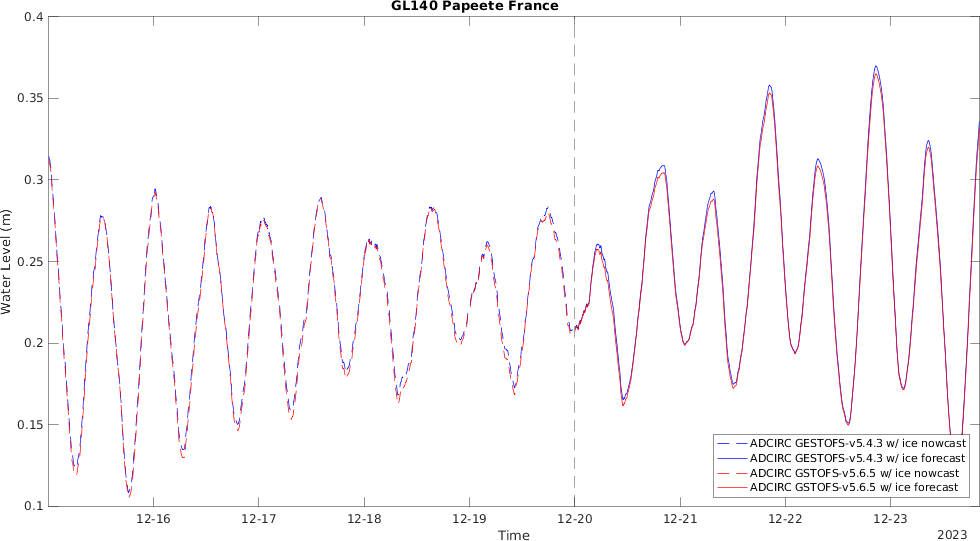 GL140 Papeete France
0.4
0.35
0.3
0.25
0.2
0.15
0.1
Water Level (m)
ADCIRC GESTOFS-v5.4.3 w/ ice nowcast
ADCIRC GESTOFS-v5.4.3 w/ ice forecast
ADCIRC GSTOFS-v5.6.5 w/ ice nowcast
ADCIRC GSTOFS-v5.6.5 w/ ice forecast
12-16 12-17 12-18 12-19 12-20 12-21 12-22 12-23
Time
2023